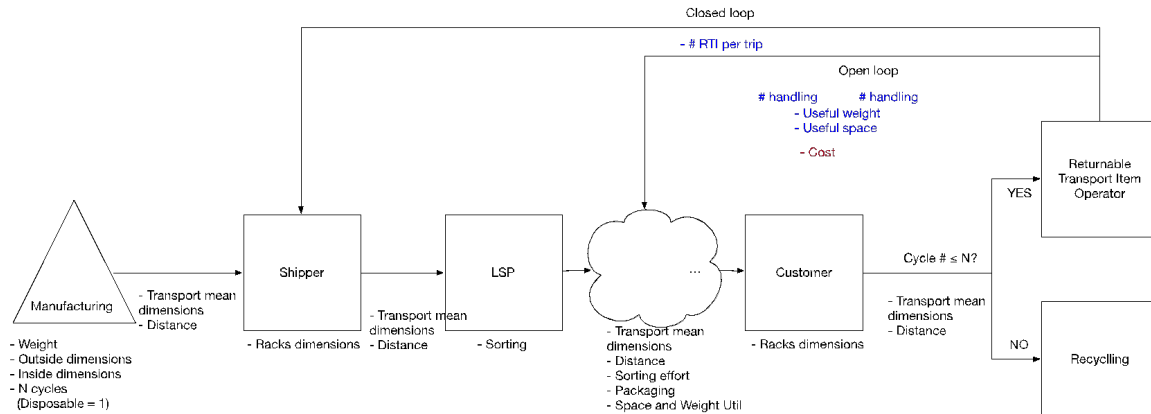 Closed loop
- # RTI per trip
Open loop
# handling # handling
- Useful weight
- Useful space
- Cost
Returnable
Transport Item
Operator
YES
Shipper
LSP
...
Customer
Cycle # ≤ N?
Manufacturing
- Transport mean
dimensions
- Distance
- Transport mean
dimensions
- Distance
- Transport mean
dimensions
- Distance
- Weight
- Outside dimensions
- Inside dimensions
- N cycles
(Disposable = 1)
- Racks dimensions
- Sorting
- Transport mean
dimensions
- Distance
- Sorting effort
- Packaging
- Space and Weight Util
- Racks dimensions
NO
Recyclling